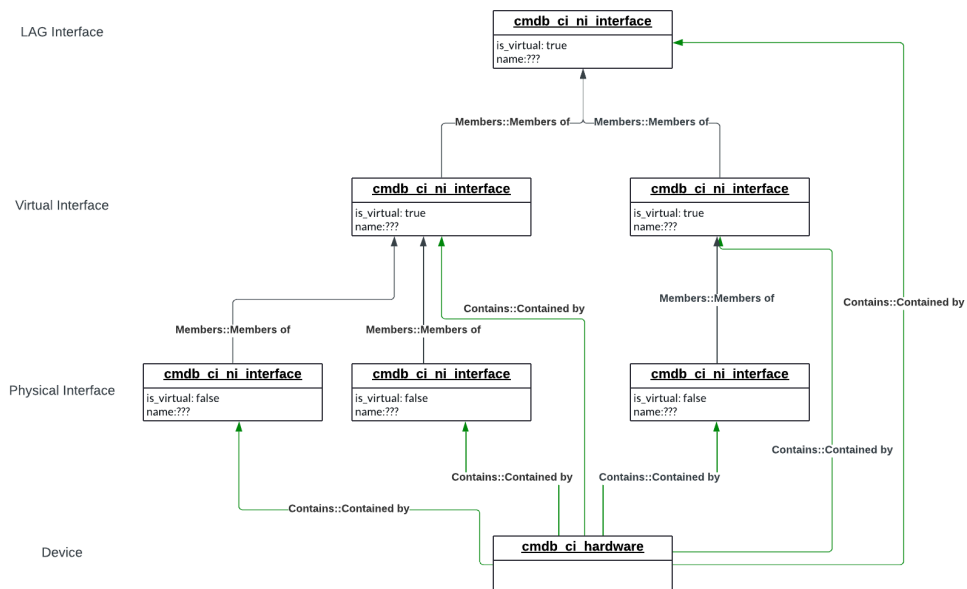 LAG Interface
cmdb_ci_ni_interface
is_virtual: true
name:???
Members::Members of
Members::Members of
Virtual Interface
cmdb_ci_ni_interface
is_virtual: true
name:???
cmdb_ci_ni_interface
is_virtual: true
name:???
Members::Members of
Contains::Contained by
Contains::Contained by
Members::Members of
Members::Members of
Physical Interface
cmdb_ci_ni_interface
is_virtual: false
name:???
cmdb_ci_ni_interface
is_virtual: false
name:???
cmdb_ci_ni_interface
is_virtual: false
name:???
Contains::Contained by
Contains::Contained by
Contains::Contained by
Contains::Contained by
Device
cmdb_ci_hardware